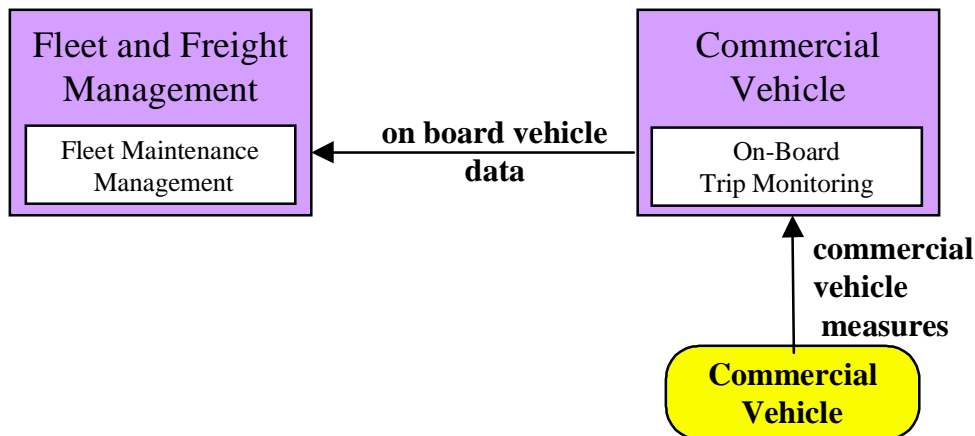 Fleet and Freight
Management
Fleet Maintenance
Management
on board vehicle
data
Commercial
Vehicle
On-Board
Trip Monitoring
commercial
vehicle
measures
Commercial
Vehicle